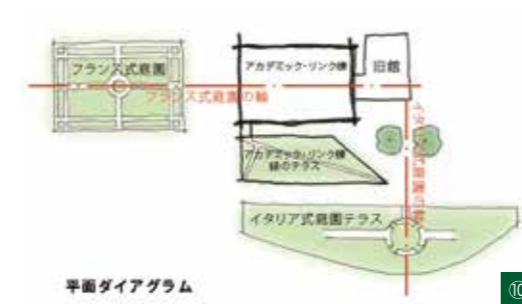 フランス式庭園
フランス式庭園の軸
アカデミック・リンク棟
旧館
イタリア式庭園の軸
アカデミック・リンク棟
緑のテラス
イタリア式庭園テラス
平面ダイアグラム
⑩